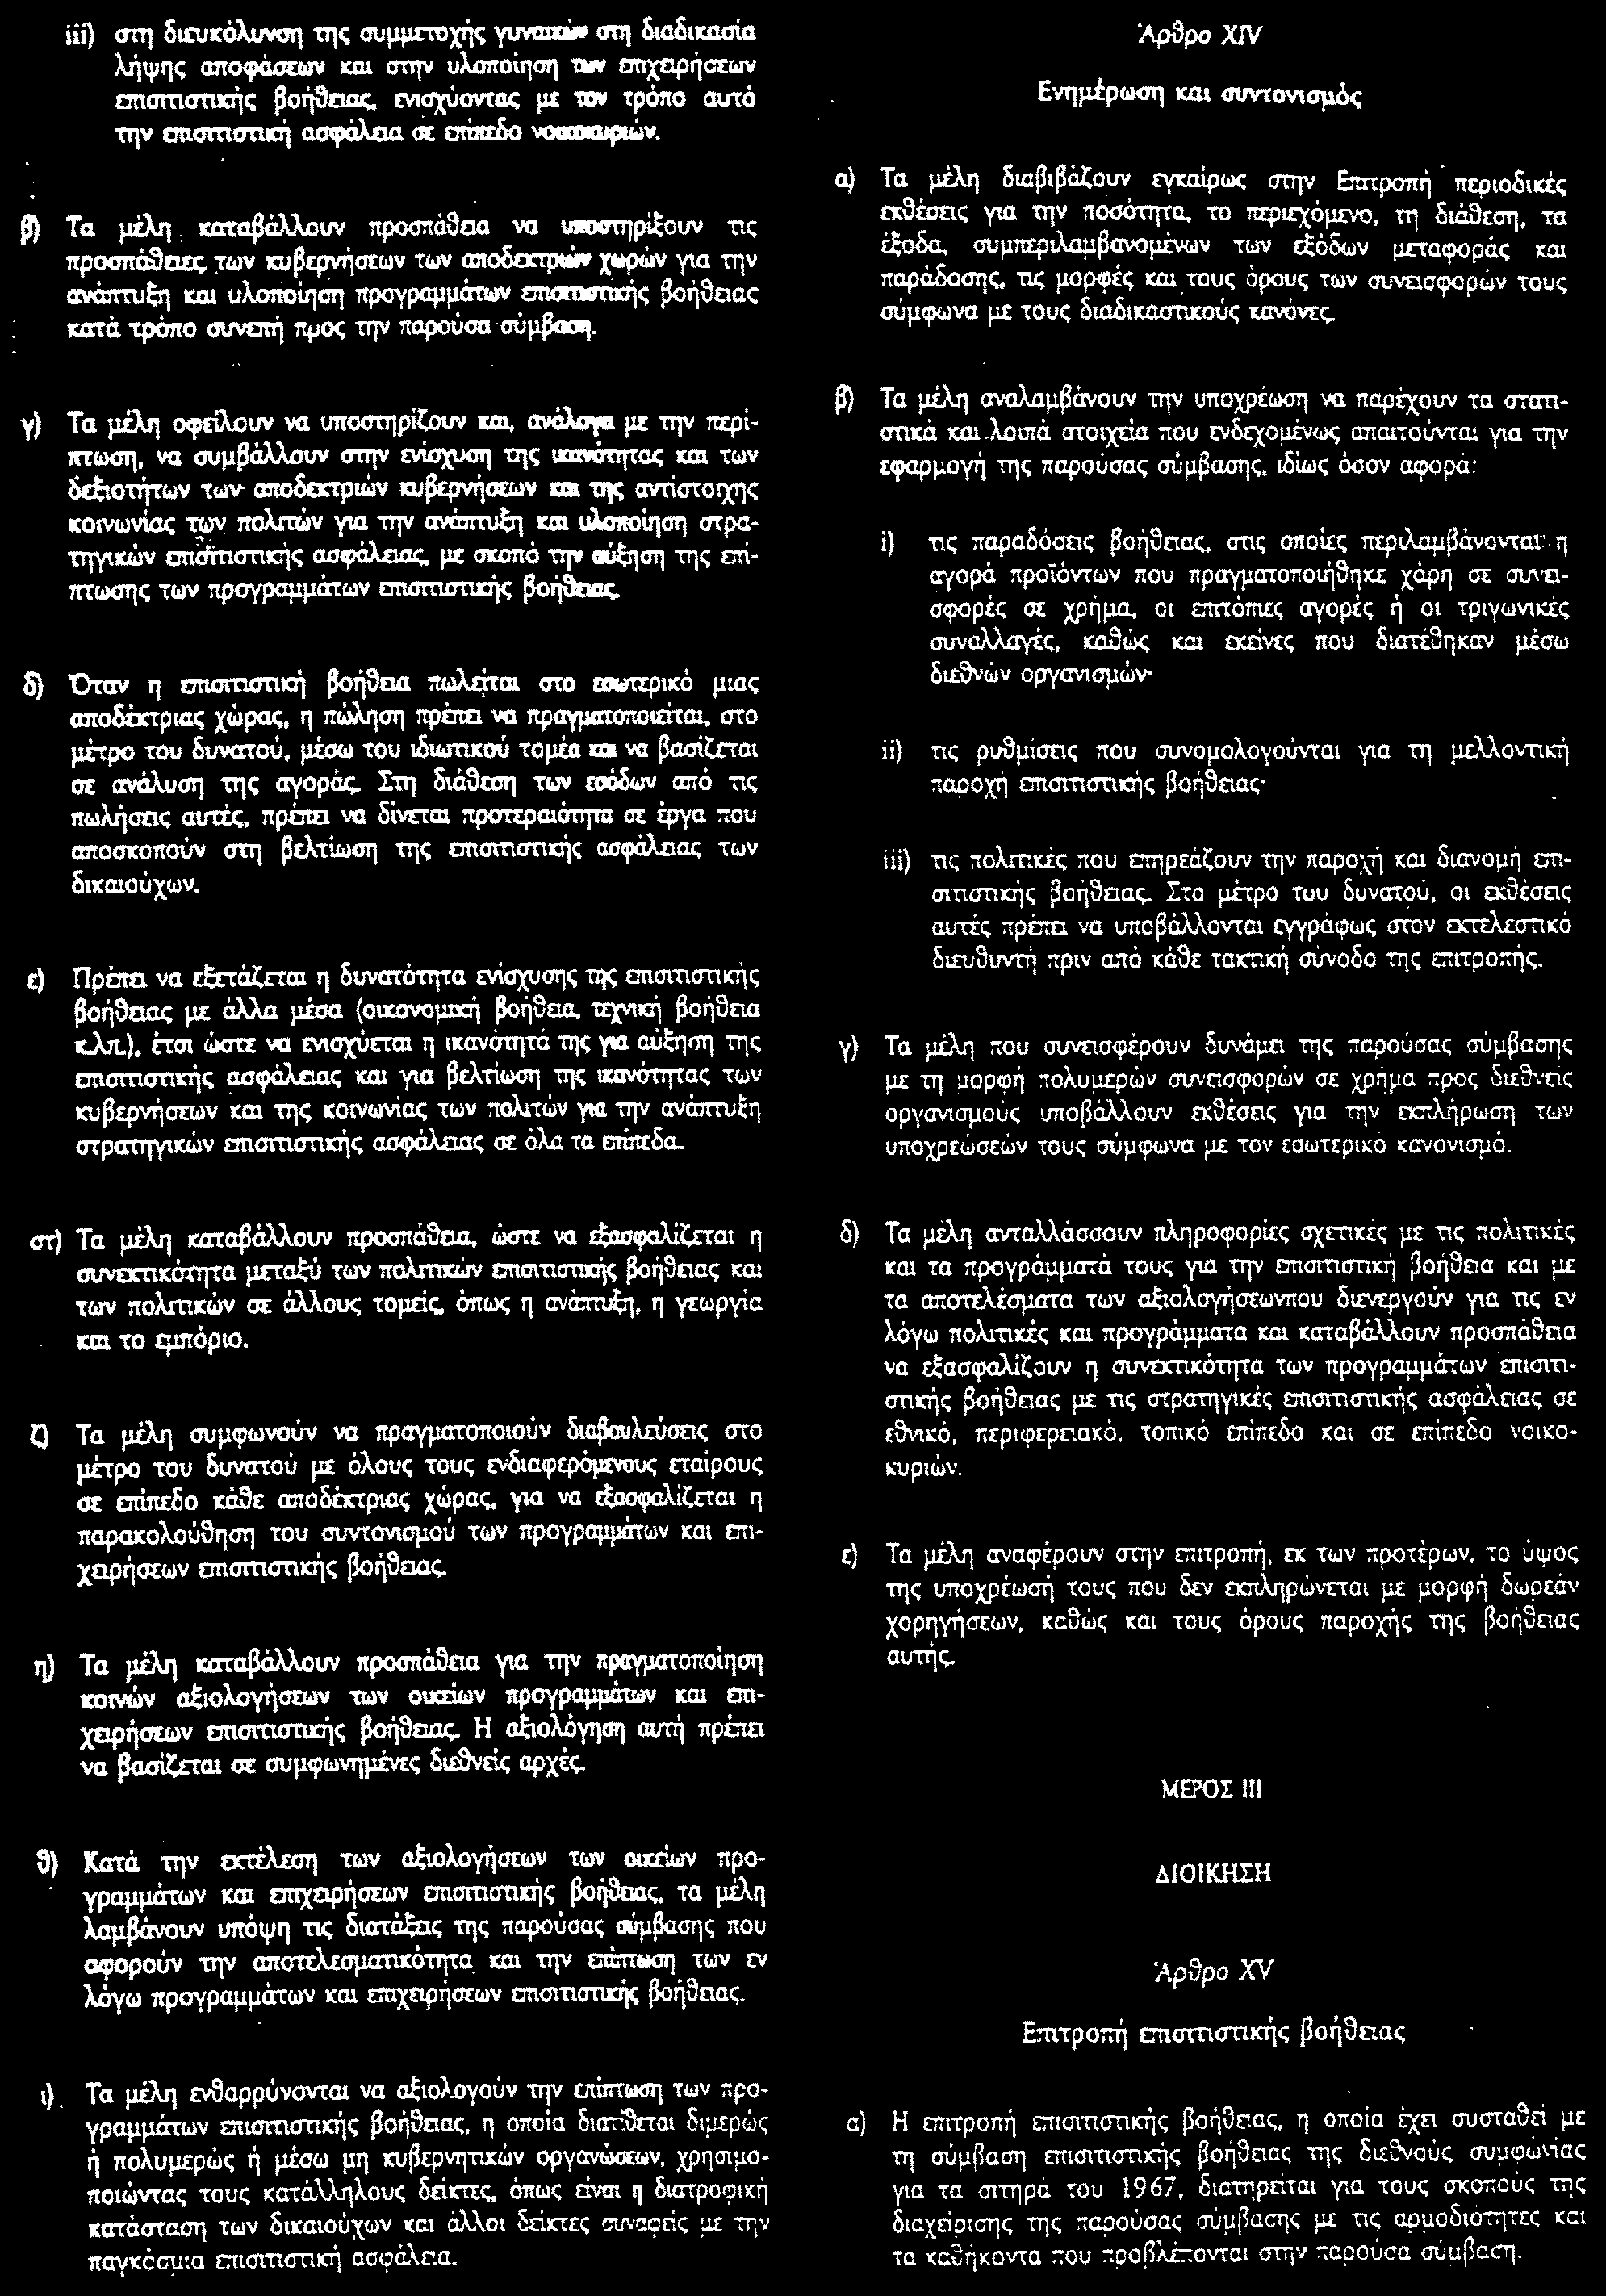 iii) στη διευκόλυνση της συμμετοχής γυναικών στη διαδικασία
λήψης αποφάσεων και στην υλοποίηση των επιχειρήσεων
επισιτιστικής βοήθειας, ενισχύοντας με τον τρόπο αυτό
την επισιτιστική ασφάλεια σε επίπεδο νοικοκυριών.
β) Τα μέλη καταβάλλουν προσπάθεια να υποστηρίξουν τις
προσπάθειες των κυβερνήσεων των αποδεκτριών χωρών για την
ανάπτυξη και υλοποίηση προγραμμάτων επισιτιστικής βοήθειας
κατά τρόπο συνεπή προς την παρούσα σύμβαση.
γ) Τα μέλη οφείλουν να υποστηρίζουν και, ανάλογα με την περί-
πτωση, να συμβάλλουν στην ενίσχυση της ικανότητας και των
δεξιοτήτων των αποδεκτριών κυβερνήσεων και της αντίστοιχης
κοινωνίας των πολιτών για την ανάπτυξη και υλοποίηση στρα-
τηγικών επισιτιστικής ασφάλειας, με σκοπό την αύξηση της επί-
πτωσης των προγραμμάτων επισιτιστικής βοήθειας.
δ) Όταν η επισιτιστική βοήθεια πωλείται στο εσωτερικό μιας
αποδέκτριας χώρας, η πώληση πρέπει να πραγματοποιείται, στο
μέτρο του δυνατού, μέσω του ιδιωτικού τομέα και να βασίζεται
σε ανάλυση της αγοράς. Στη διάθεση των εσόδων από τις
πωλήσεις αυτές, πρέπει να δίνεται προτεραιότητα σε έργα που
αποσκοπούν στη βελτίωση της επισιτιστικής ασφάλειας των
δικαιούχων.
ε) Πρέπει να εξετάζεται η δυνατότητα ενίσχυσης της επισιτιστικής
βοήθειας με άλλα μέσα (οικονομική βοήθεια, τεχνική βοήθεια
κ.λπ.), έτσι ώστε να ενισχύεται η ικανότητά της για αύξηση της
επισιτιστικής ασφάλειας και για βελτίωση της ικανότητας των
κυβερνήσεων και της κοινωνίας των πολιτών για την ανάπτυξη
στρατηγικών επισιτιστικής ασφάλειας σε όλα τα επίπεδα.
στ) Τα μέλη καταβάλλουν προσπάθεια, ώστε να εξασφαλίζεται η
συνεκτικότητα μεταξύ των πολιτικών επισιτιστικής βοήθειας και
των πολιτικών σε άλλους τομείς, όπως η ανάπτυξη, η γεωργία
και το εμπόριο.
ζ) Τα μέλη συμφωνούν να πραγματοποιούν διαβουλεύσεις στο
μέτρο του δυνατού με όλους τους ενδιαφερόμενους εταίρους
σε επίπεδο κάθε αποδέκτριας χώρας, για να εξασφαλίζεται η
παρακολούθηση του συντονισμού των προγραμμάτων και επι-
χειρήσεων επισιτιστικής βοήθειας.
η) Τα μέλη καταβάλλουν προσπάθεια για την πραγματοποίηση
κοινών αξιολογήσεων των οικείων προγραμμάτων και επι-
χειρήσεων επισιτιστικής βοήθειας. Η αξιολόγηση αυτή πρέπει
να βασίζεται σε συμφωνημένες διεθνείς αρχές.
θ) Κατά την εκτέλεση των αξιολογήσεων των οικείων προ-
γραμμάτων και επιχειρήσεων επισιτιστικής βοήθειας, τα μέλη
λαμβάνουν υπόψη τις διατάξεις της παρούσας σύμβασης που
αφορούν την αποτελεσματικότητα και την επίπτωση των εν
λόγω προγραμμάτων και επιχειρήσεων επισιτιστικής βοήθειας.
ι) Τα μέλη ενθαρρύνονται να αξιολογούν την επίπτωση των προ-
γραμμάτων επισιτιστικής βοήθειας, η οποία διατίθεται διμερώς
ή πολυμερώς ή μέσω μη κυβερνητικών οργανώσεων, χρησιμο-
ποιώντας τους κατάλληλους δείκτες, όπως είναι η διατροφική
κατάσταση των δικαιούχων και άλλοι δείκτες συναφείς με την
παγκόσμια επισιτιστική ασφάλεια.
Άρθρο XIV
Ενημέρωση και συντονισμός
α) Τα μέλη διαβιβάζουν εγκαίρως στην Επιτροπή περιοδικές
εκθέσεις για την ποσότητα, το περιεχόμενο, τη διάθεση, τα
έξοδα, συμπεριλαμβανομένων των εξόδων μεταφοράς και
παράδοσης, τις μορφές και τους όρους των συνεισφορών τους
σύμφωνα με τους διαδικαστικούς κανόνες.
β) Τα μέλη αναλαμβάνουν την υποχρέωση να παρέχουν τα στατι-
στικά και λοιπά στοιχεία που ενδεχομένως απαιτούνται για την
εφαρμογή της παρούσας σύμβασης, ιδίως όσον αφορά:
i) τις παραδόσεις βοήθειας, στις οποίες περιλαμβάνονται η
αγορά προϊόντων που πραγματοποιήθηκε χάρη σε συνει-
σφορές σε χρήμα, οι επιτόπιες αγορές ή οι τριγωνικές
συναλλαγές, καθώς και εκείνες που διατέθηκαν μέσω
διεθνών οργανισμών·
ii) τις ρυθμίσεις που συνομολογούνται για τη μελλοντική
παροχή επισιτιστικής βοήθειας·
iii) τις πολιτικές που επηρεάζουν την παροχή και διανομή επι-
σιτιστικής βοήθειας. Στο μέτρο του δυνατού, οι εκθέσεις
αυτές πρέπει να υποβάλλονται εγγράφως στον εκτελεστικό
διευθυντή πριν από κάθε τακτική σύνοδο της επιτροπής.
γ) Τα μέλη που συνεισφέρουν δυνάμει της παρούσας σύμβασης
με τη μορφή πολυμερών συνεισφορών σε χρήμα προς διεθνείς
οργανισμούς υποβάλλουν εκθέσεις για την εκπλήρωση των
υποχρεώσεών τους σύμφωνα με τον εσωτερικό κανονισμό.
δ) Τα μέλη ανταλλάσσουν πληροφορίες σχετικές με τις πολιτικές
και τα προγράμματά τους για την επισιτιστική βοήθεια και με
τα αποτελέσματα των αξιολογήσεωνπου διενεργούν για τις εν
λόγω πολιτικές και προγράμματα και καταβάλλουν προσπάθεια
να εξασφαλίζουν η συνεκτικότητα των προγραμμάτων επισιτι-
στικής βοήθειας με τις στρατηγικές επισιτιστικής ασφάλειας σε
εθνικό, περιφερειακό, τοπικό επίπεδο και σε επίπεδο νοικο-
κυριών.
ε) Τα μέλη αναφέρουν στην επιτροπή, εκ των προτέρων, το ύψος
της υποχρέωσή τους που δεν εκπληρώνεται με μορφή δωρεάν
χορηγήσεων, καθώς και τους όρους παροχής της βοήθειας
αυτής.
ΜΕΡΟΣ III
ΔΙΟΙΚΗΣΗ
Άρθρο XV
Επιτροπή επισιτιστικής βοήθειας
α) Η επιτροπή επισιτιστικής βοήθειας, η οποία έχει συσταθεί με
τη σύμβαση επισιτιστικής βοήθειας της διεθνούς συμφωνίας
για τα σιτηρά του 1967, διατηρείται για τους σκοπούς της
διαχείρισης της παρούσας σύμβασης με τις αρμοδιότητες και
τα καθήκοντα που προβλέπονται στην παρούσα σύμβαση.